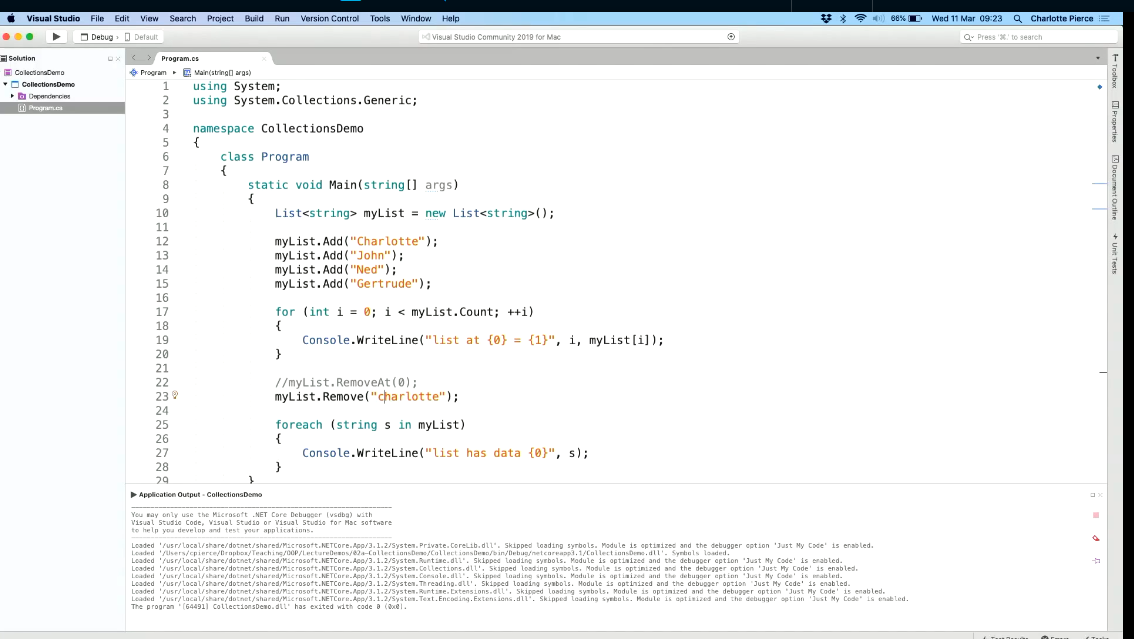 Visual Studio File Edit View Search Project Build Run Version Control Tools Window Help 66% Wed 11 Mar 09:23 Charlotte Pierce
Debug Default Visual Studio Community 2019 for Mac Press '⌘.' to search
Solution
CollectionsDemo
CollectionsDemo
Dependencies
Program.cs
Program.cs
Program Main(string[] args)
1 using System;
2 using System.Collections.Generic;
3
4 namespace CollectionsDemo
5 {
6 class Program
7 {
8 static void Main(string[] args)
9 {
10 List<string> myList = new List<string>();
11
12 myList.Add("Charlotte");
13 myList.Add("John");
14 myList.Add("Ned");
15 myList.Add("Gertrude");
16
17 for (int i = 0; i < myList.Count; ++i)
18 {
19 Console.WriteLine("list at {0} = {1}", i, myList[i]);
20 }
21
22 //myList.RemoveAt(0);
23 myList.Remove("charlotte");
24
25 foreach (string s in myList)
26 {
27 Console.WriteLine("list has data {0}", s);
28 }
29 }
Toolbox
Properties
Document Outline
Unit Tests
Application Output - CollectionsDemo
You may only use the Microsoft .NET Core Debugger (vsdbg) with
Visual Studio Code, Visual Studio or Visual Studio for Mac software
to help you develop and test your applications.
Loaded '/usr/local/share/dotnet/shared/Microsoft.NETCore.App/3.1.2/System.Private.CoreLib.dll'. Skipped loading symbols. Module is optimized and the debugger option 'Just My Code' is enabled.
Loaded '/Users/cpierce/Dropbox/Teaching/OOP/LectureDemos/02a-CollectionsDemo/CollectionsDemo/bin/Debug/netcoreapp3.1/CollectionsDemo.dll'. Symbols loaded.
Loaded '/usr/local/share/dotnet/shared/Microsoft.NETCore.App/3.1.2/System.Runtime.dll'. Skipped loading symbols. Module is optimized and the debugger option 'Just My Code' is enabled.
Loaded '/usr/local/share/dotnet/shared/Microsoft.NETCore.App/3.1.2/System.Collections.dll'. Skipped loading symbols. Module is optimized and the debugger option 'Just My Code' is enabled.
Loaded '/usr/local/share/dotnet/shared/Microsoft.NETCore.App/3.1.2/System.Console.dll'. Skipped loading symbols. Module is optimized and the debugger option 'Just My Code' is enabled.
Loaded '/usr/local/share/dotnet/shared/Microsoft.NETCore.App/3.1.2/System.Threading.dll'. Skipped loading symbols. Module is optimized and the debugger option 'Just My Code' is enabled.
Loaded '/usr/local/share/dotnet/shared/Microsoft.NETCore.App/3.1.2/System.Runtime.Extensions.dll'. Skipped loading symbols. Module is optimized and the debugger option 'Just My Code' is enabled.
Loaded '/usr/local/share/dotnet/shared/Microsoft.NETCore.App/3.1.2/System.Text.Encoding.Extensions.dll'. Skipped loading symbols. Module is optimized and the debugger option 'Just My Code' is enabled.
The program '[64491] CollectionsDemo.dll' has exited with code 0 (0x0).